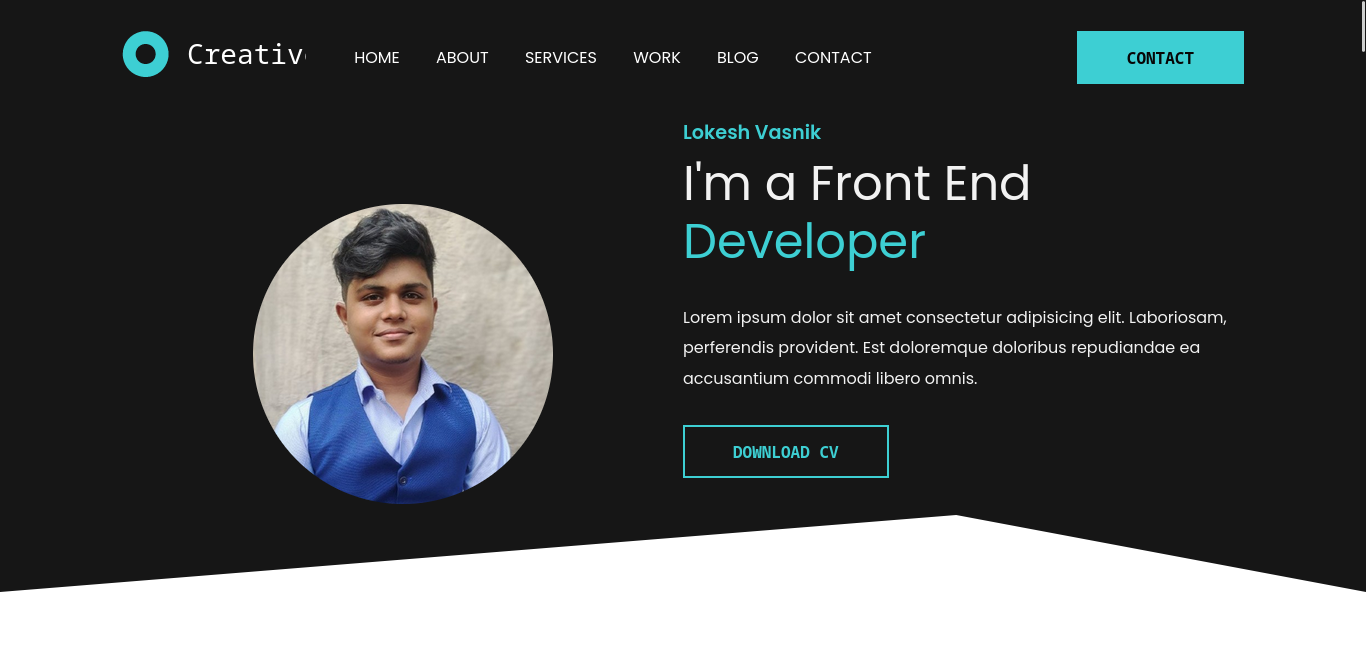 Creativ
HOME ABOUT SERVICES WORK BLOG CONTACT
CONTACT
Lokesh Vasnik
I'm a Front End
Developer
Lorem ipsum dolor sit amet consectetur adipisicing elit. Laboriosam,
perferendis provident. Est doloremque doloribus repudiandae ea
accusantium commodi libero omnis.
DOWNLOAD CV